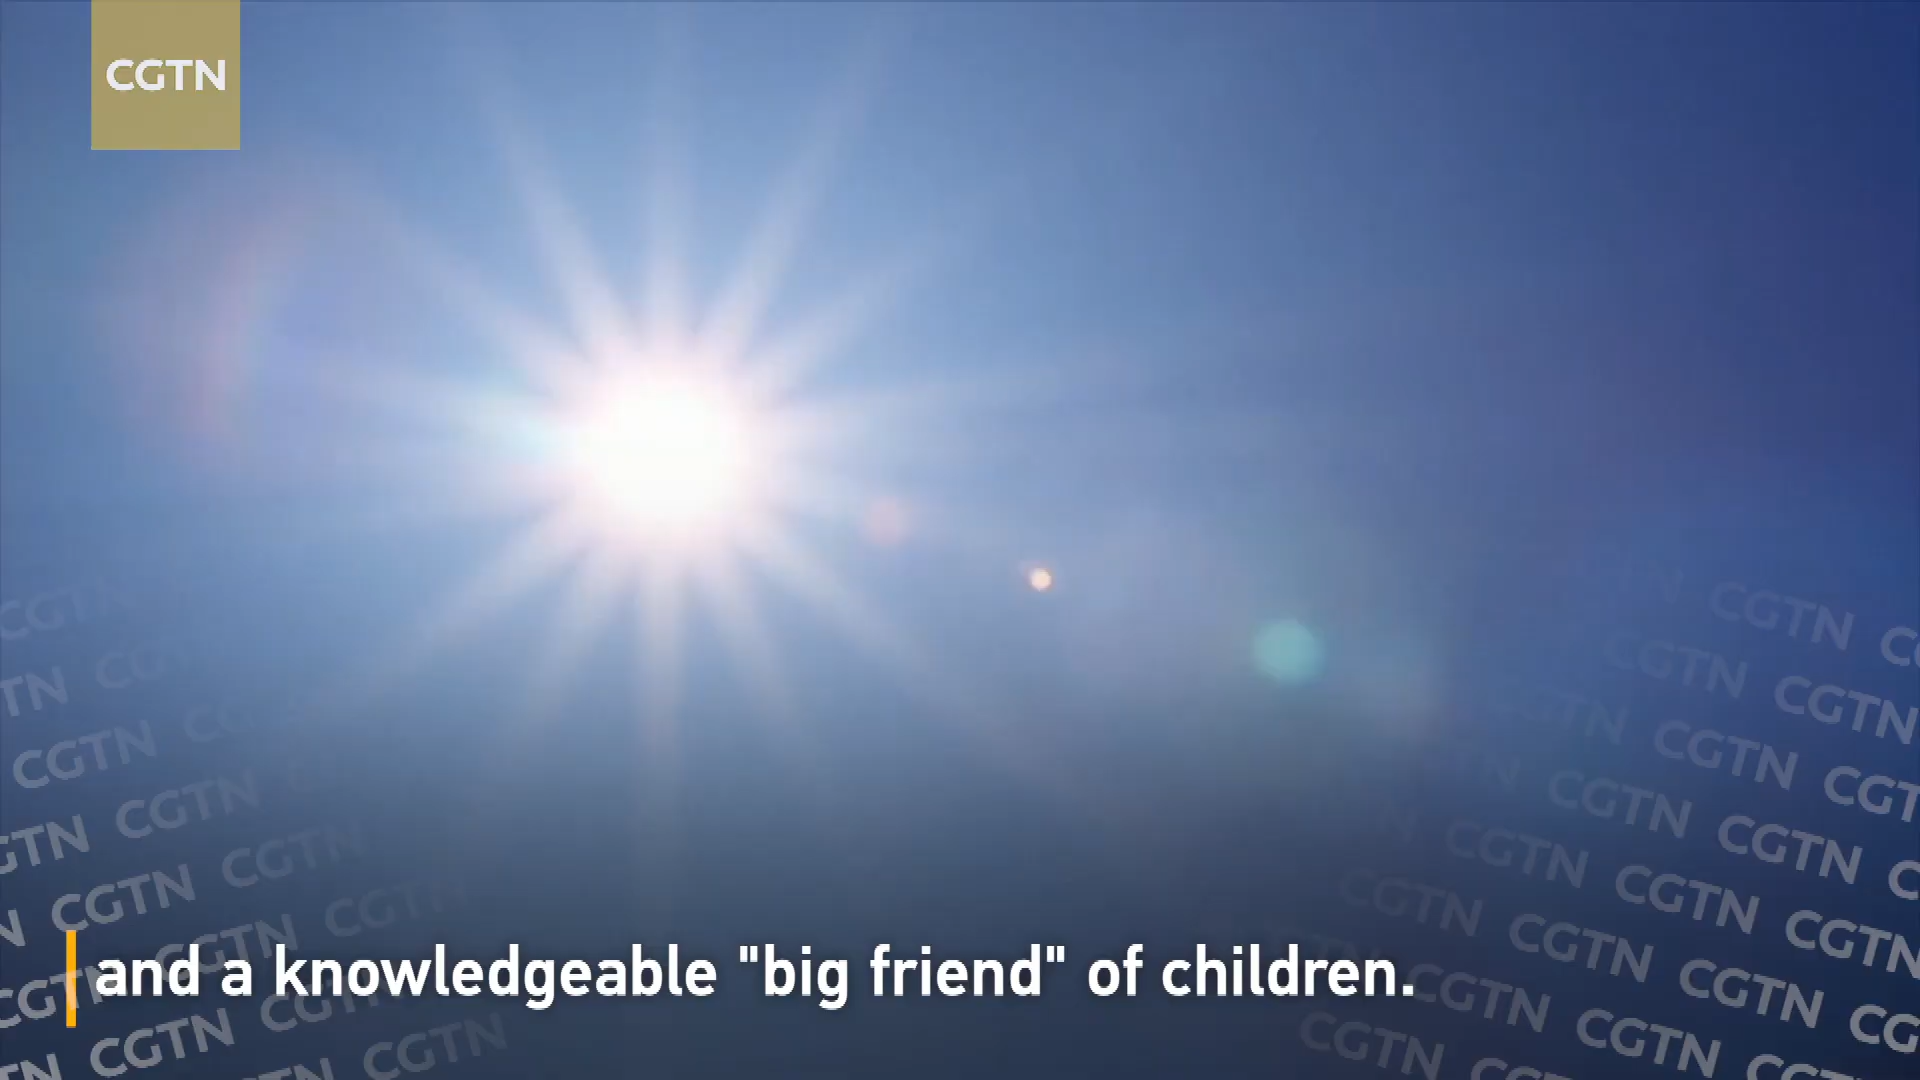 CGTN
and a knowledgeable "big friend" of children.